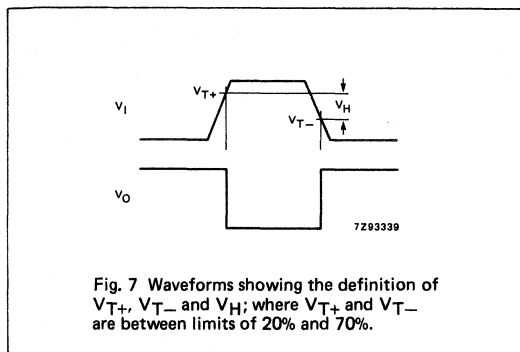 VT+
VI
VH
VT−
VO
7Z93339
Fig. 7 Waveforms showing the definition of
VT+, VT− and VH; where VT+ and VT−
are between limits of 20% and 70%.